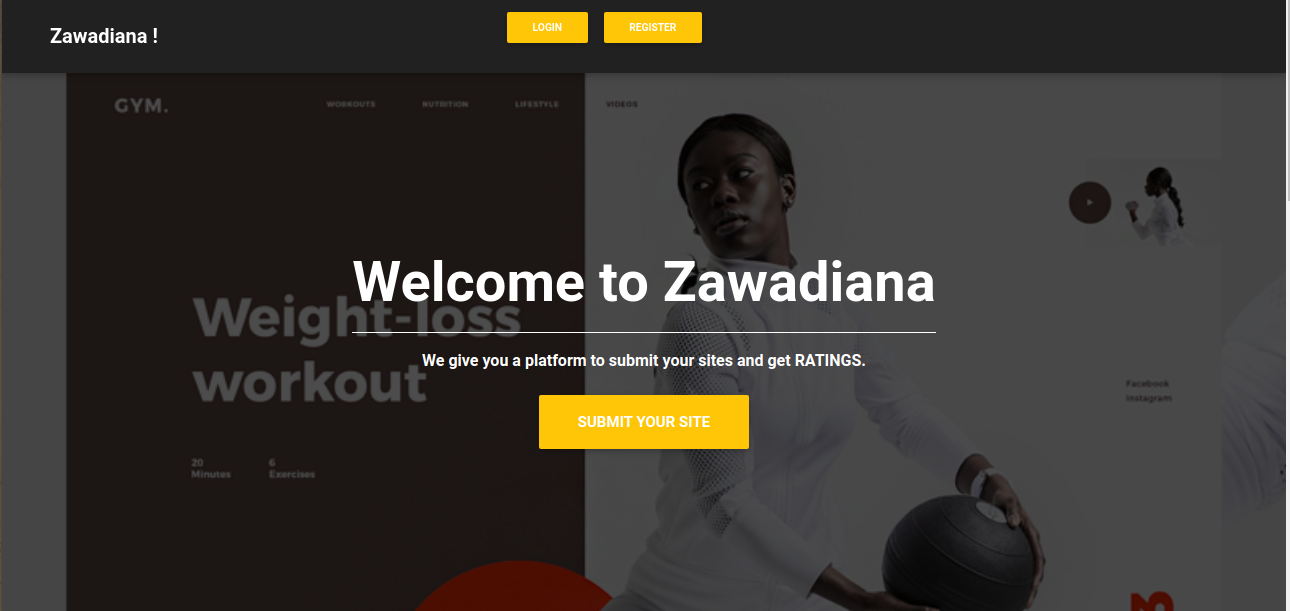 Zawadiana !
LOGIN
REGISTER
GYM.
WORKOUTS
NUTRITION
LIFESTYLE
VIDEOS
Welcome to Zawadiana
Weight-loss
workout
We give you a platform to submit your sites and get RATINGS.
SUBMIT YOUR SITE
Facebook
Instagram
20
Minutes
6
Exercises